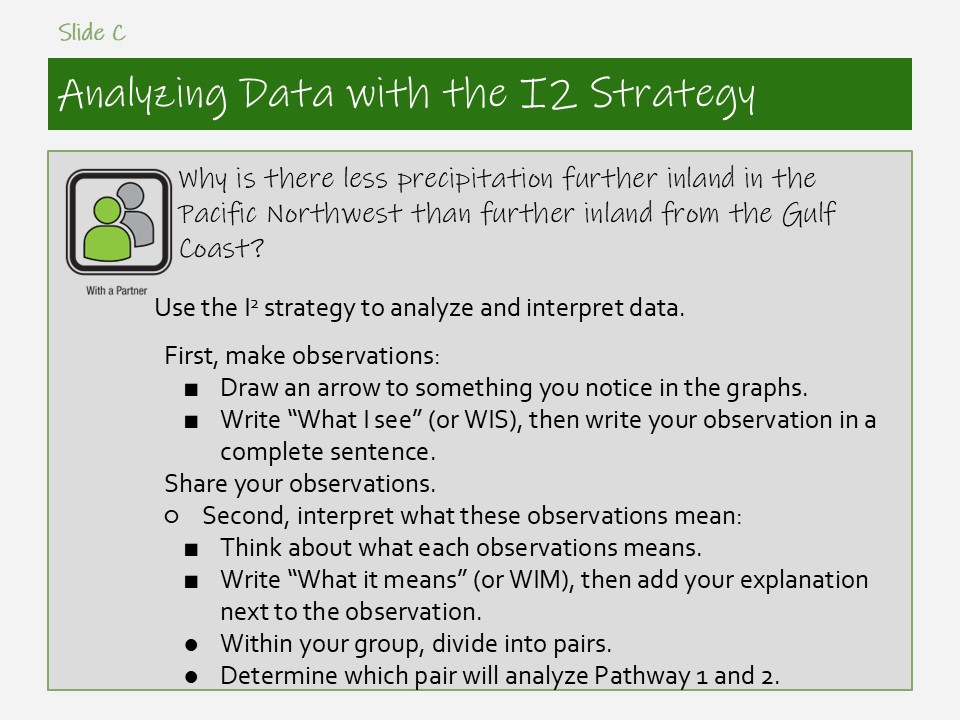 Slide C
Analyzing Data with the I2 Strategy
Why is there less precipitation further inland in the
Pacific Northwest than further inland from the Gulf
Coast?
With a Partner
Use the I² strategy to analyze and interpret data.
First, make observations:
■ Draw an arrow to something you notice in the graphs.
■ Write “What I see” (or WIS), then write your observation in a
complete sentence.
Share your observations.
○ Second, interpret what these observations mean:
■ Think about what each observations means.
■ Write “What it means” (or WIM), then add your explanation
next to the observation.
● Within your group, divide into pairs.
● Determine which pair will analyze Pathway 1 and 2.